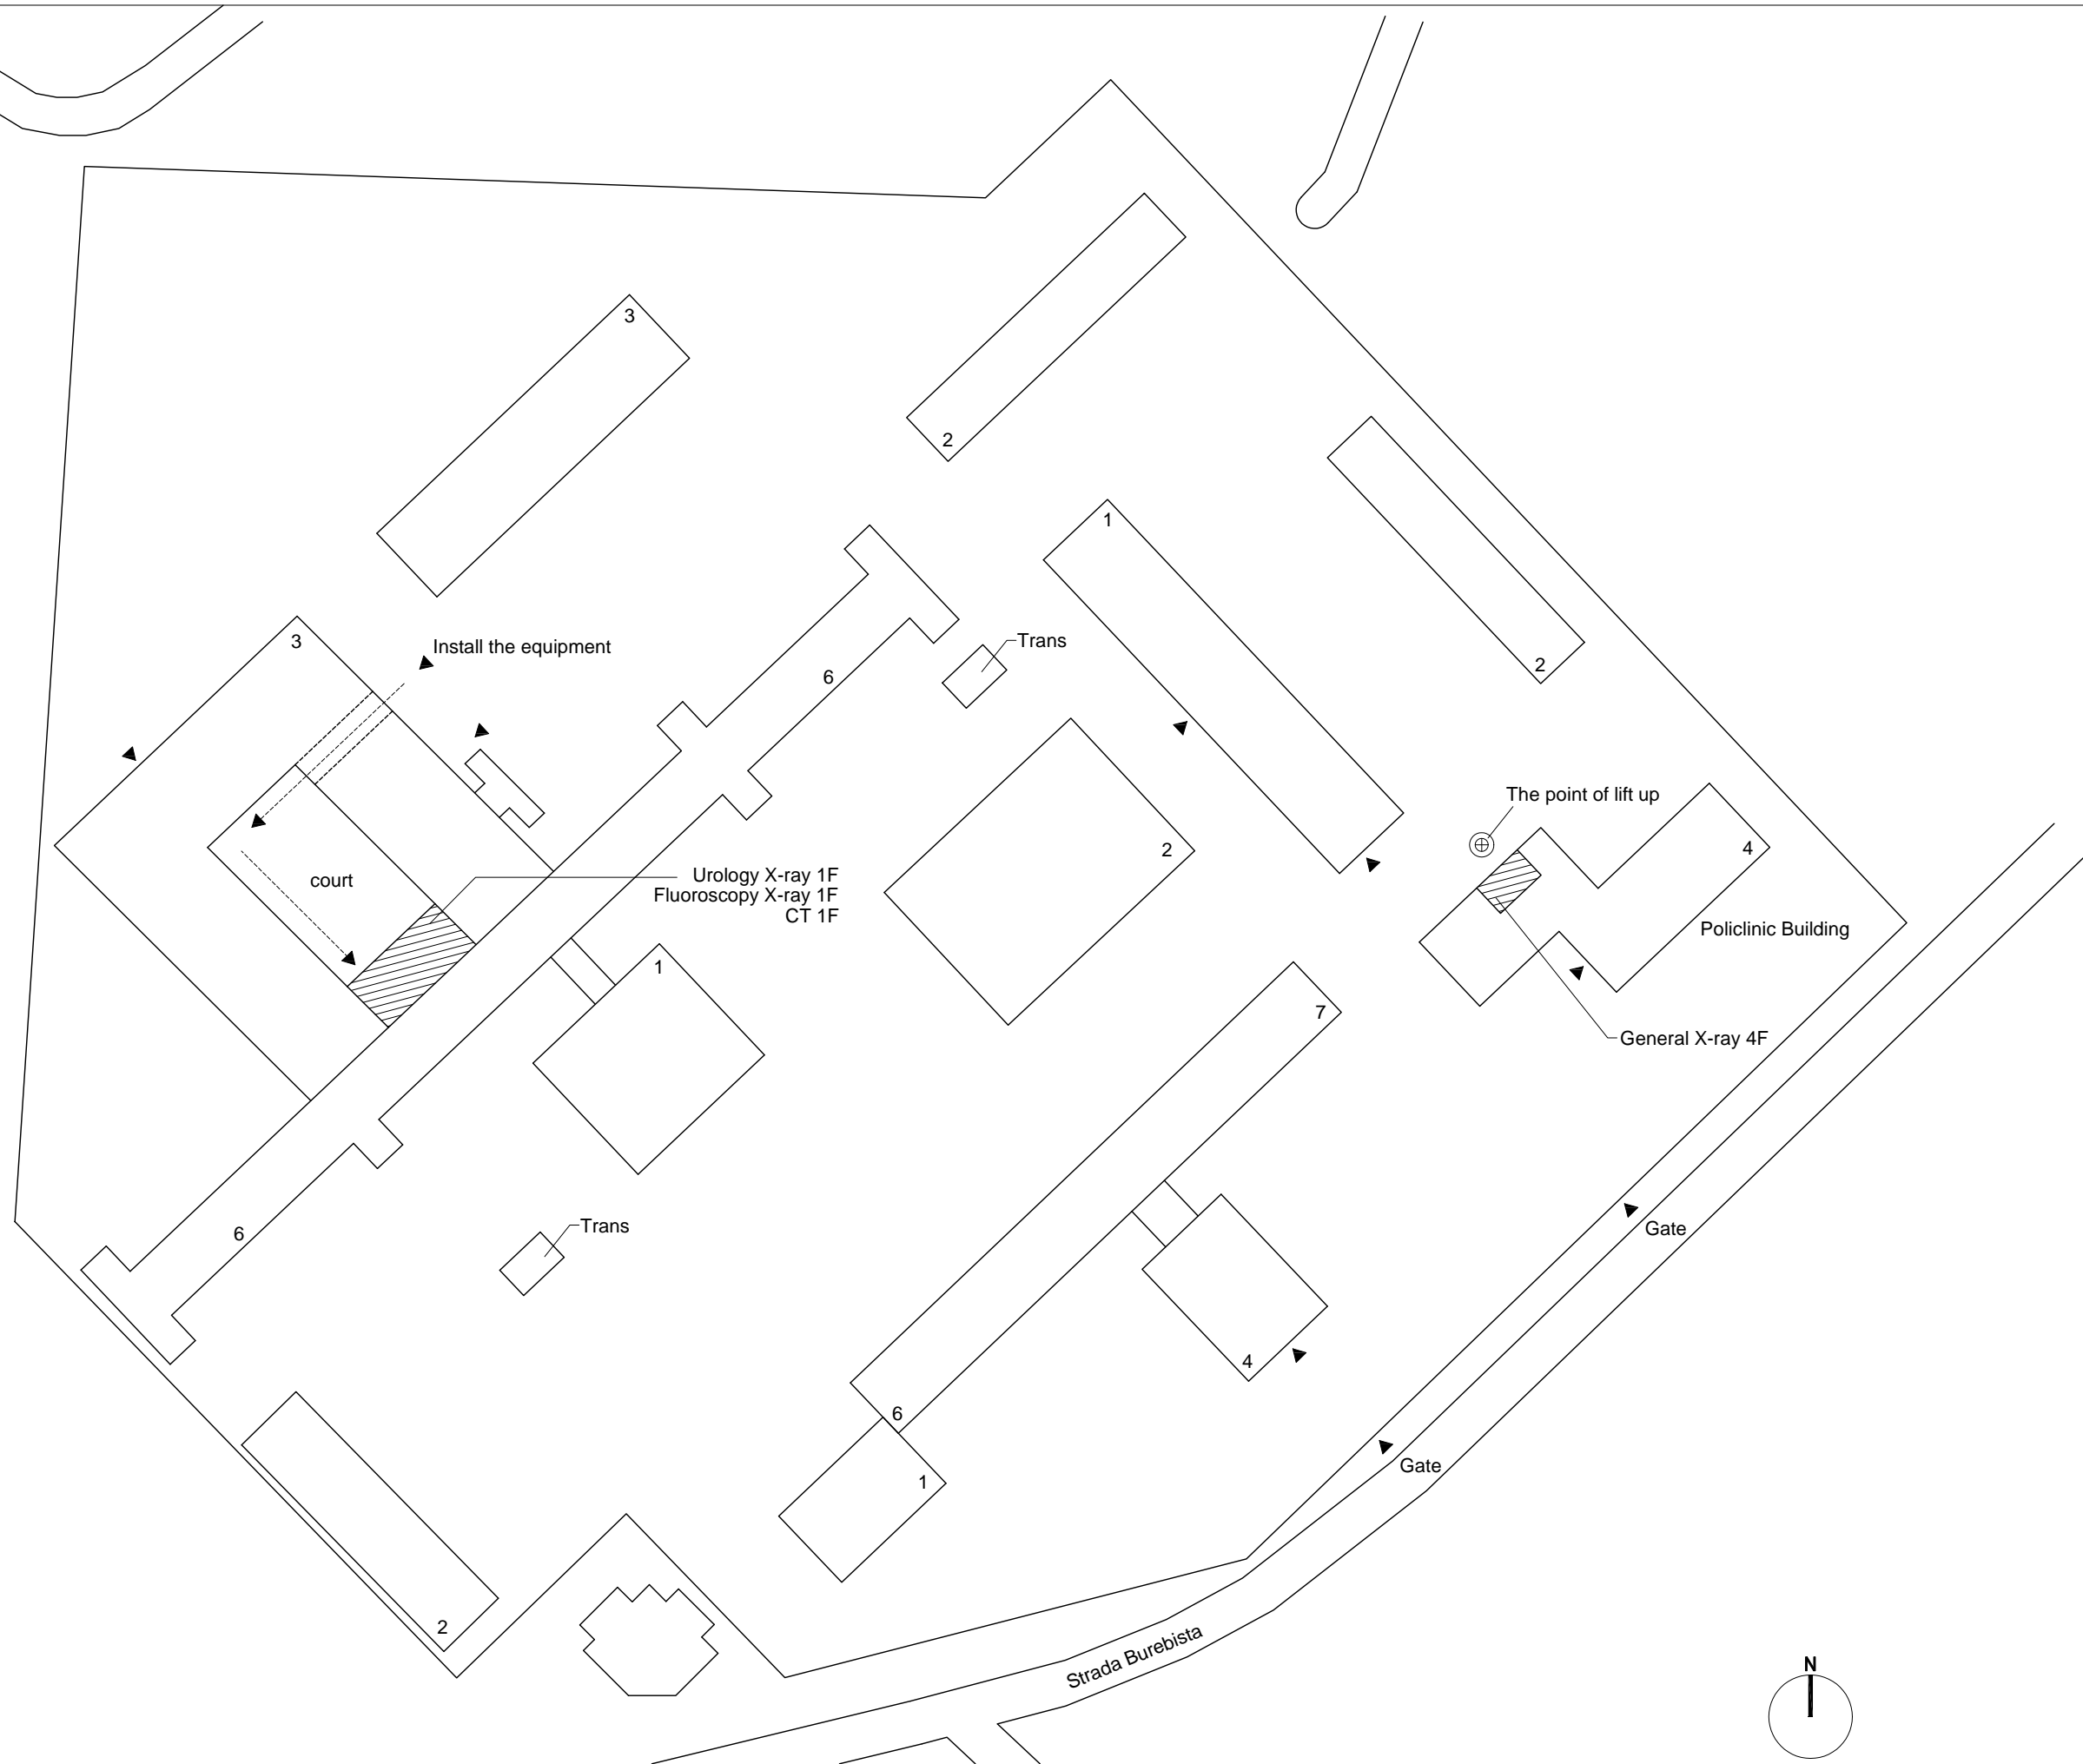 3
2
1
3
Install the equipment
Trans
6
2
The point of lift up
2
4
court
Urology X-ray 1F
Fluoroscopy X-ray 1F
CT 1F
Policlinic Building
1
7
General X-ray 4F
6
Trans
Gate
4
6
Gate
1
2
Strada Burebista
N